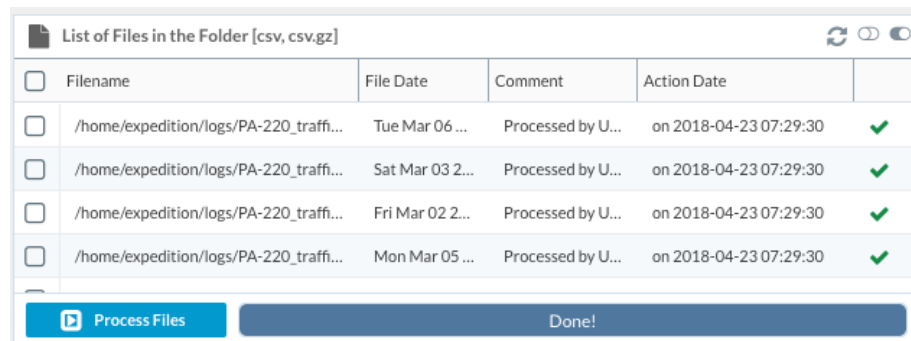 List of Files in the Folder [csv, csv.gz]
Filename File Date Comment Action Date
/home/expedition/logs/PA-220_traffi... Tue Mar 06 ... Processed by U... on 2018-04-23 07:29:30
/home/expedition/logs/PA-220_traffi... Sat Mar 03 2... Processed by U... on 2018-04-23 07:29:30
/home/expedition/logs/PA-220_traffi... Fri Mar 02 2... Processed by U... on 2018-04-23 07:29:30
/home/expedition/logs/PA-220_traffi... Mon Mar 05 ... Processed by U... on 2018-04-23 07:29:30
Process Files Done!